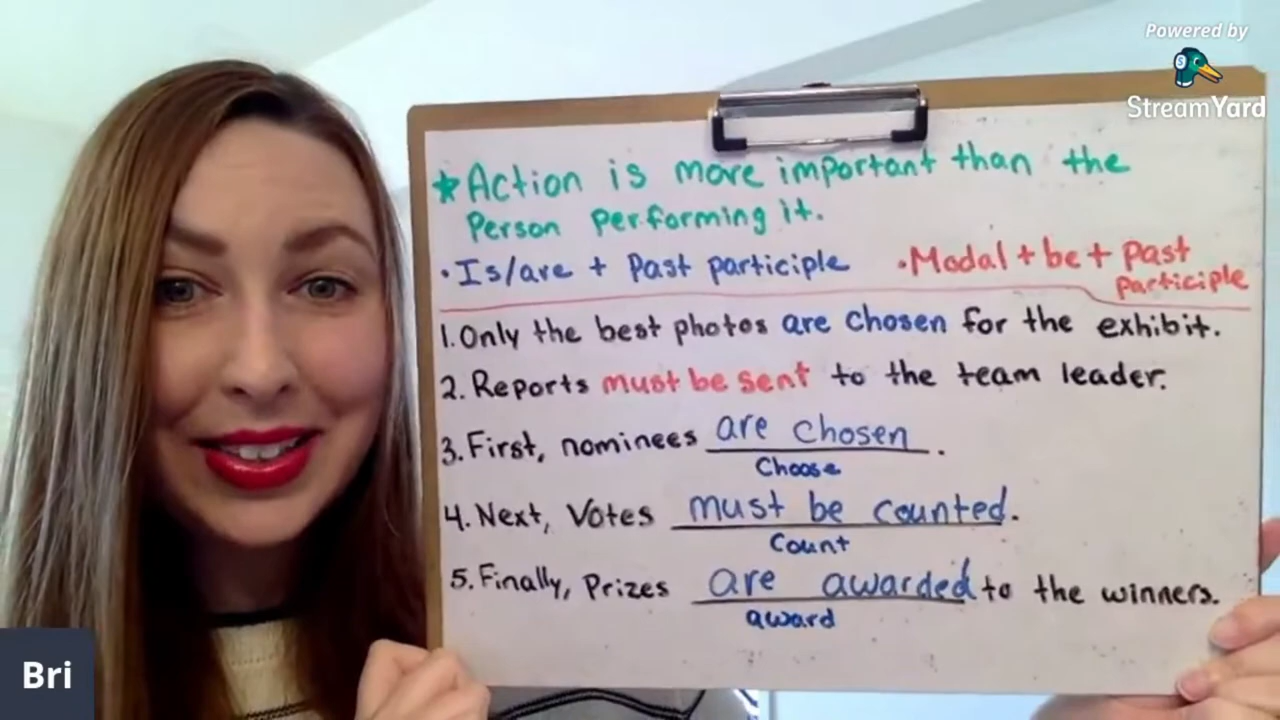 Powered by
StreamYard
★Action is more important than the
Person performing it.
•Is/are + Past participle •Modal + be + Past
participle
1.Only the best photos are chosen for the exhibit.
2.Reports must be sent to the team leader.
3.First, nominees are chosen.
Choose
4.Next, Votes must be counted.
Count
5.Finally, Prizes are awarded to the winners.
award
Bri